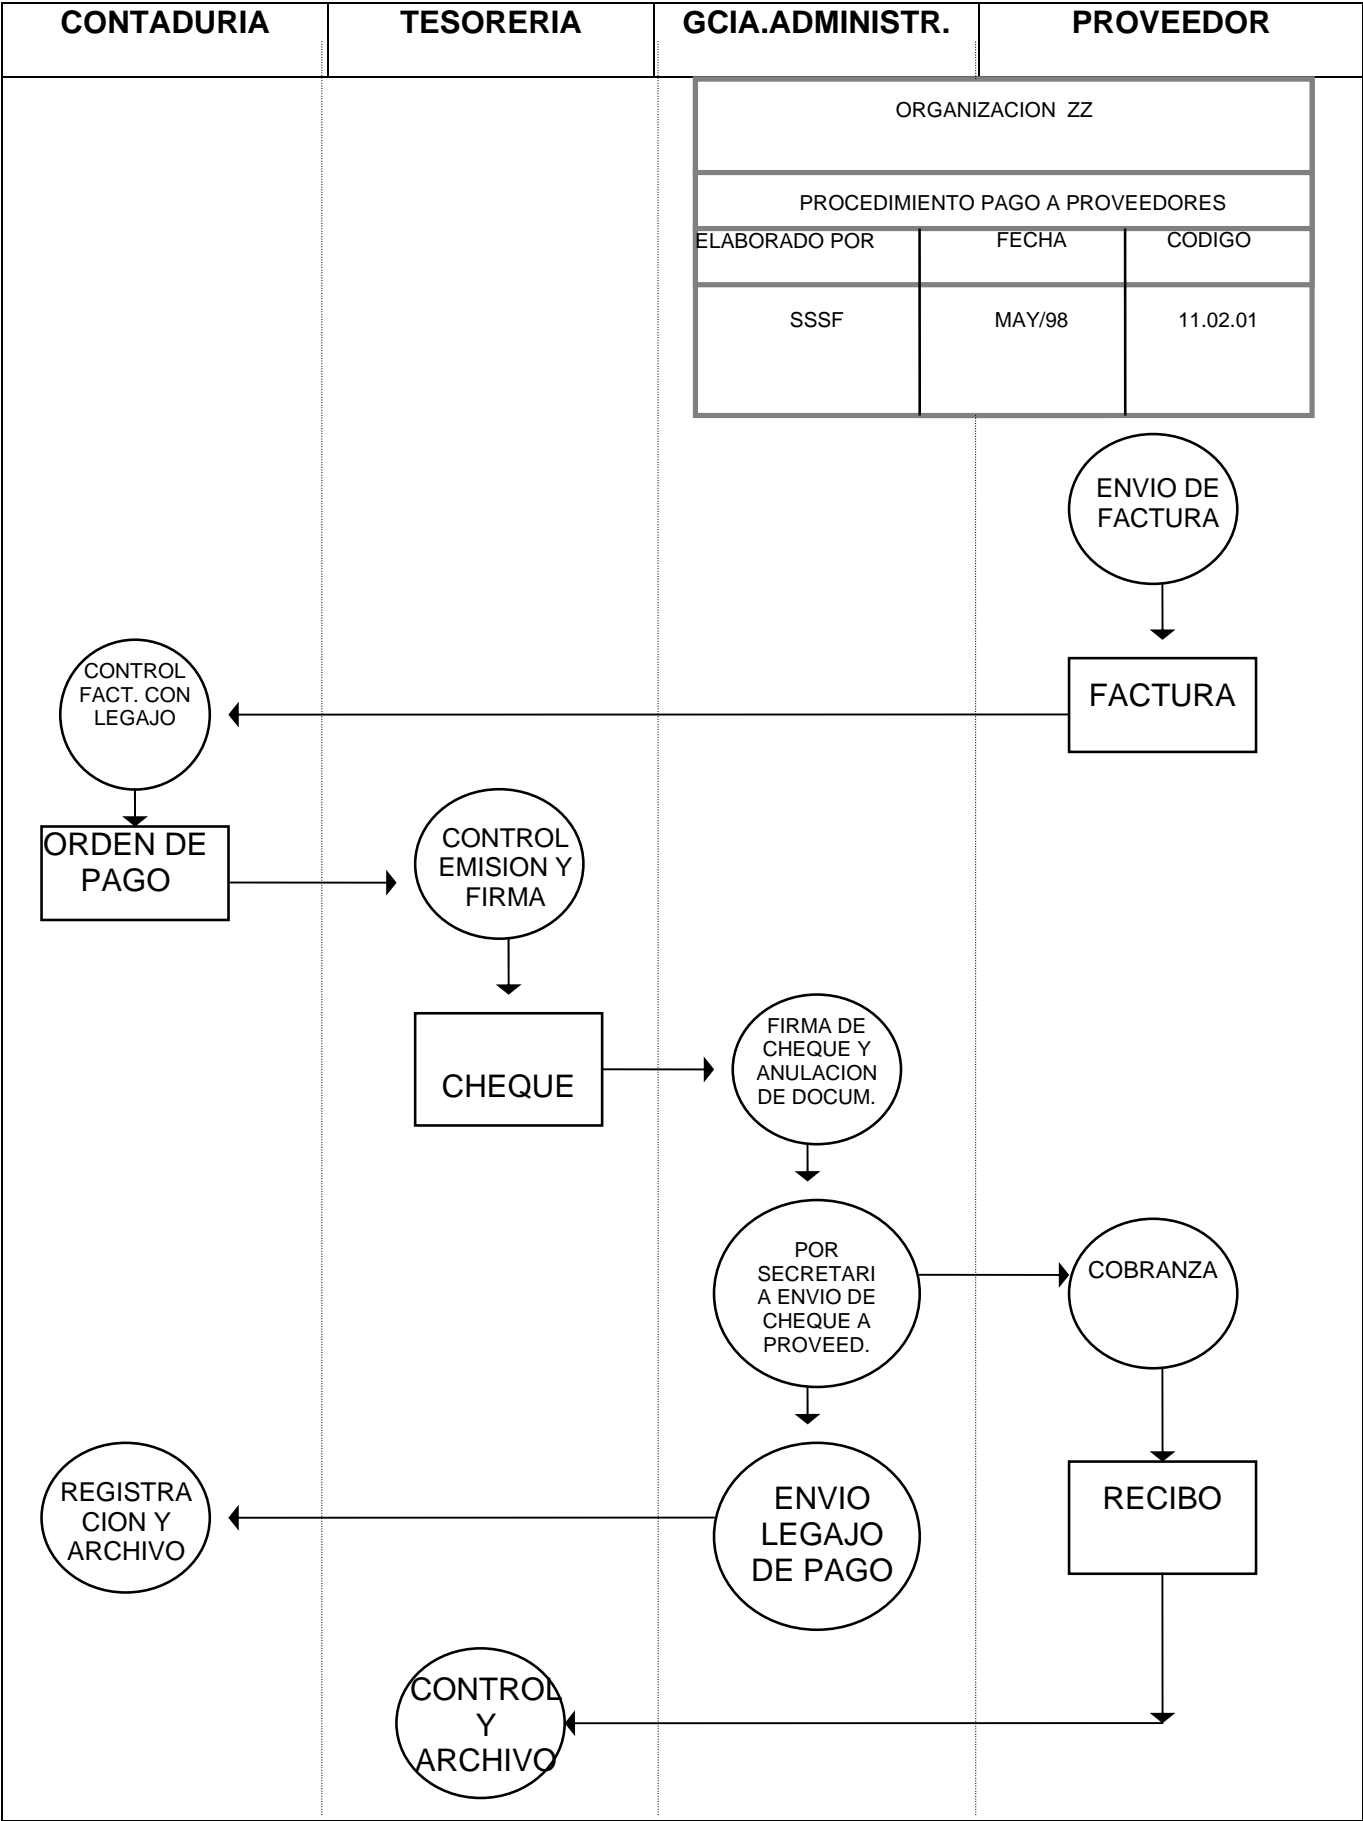 CONTADURIA
TESORERIA
GCIA.ADMINISTR.
PROVEEDOR
ORGANIZACION ZZ
PROCEDIMIENTO PAGO A PROVEEDORES
ELABORADO POR
FECHA
CODIGO
SSSF
MAY/98
11.02.01
ENVIO DE
FACTURA
FACTURA
CONTROL
FACT. CON
LEGAJO
ORDEN DE
PAGO
CONTROL
EMISION Y
FIRMA
CHEQUE
FIRMA DE
CHEQUE Y
ANULACION
DE DOCUM.
POR
SECRETARI
A ENVIO DE
CHEQUE A
PROVEED.
COBRANZA
RECIBO
ENVIO
LEGAJO
DE PAGO
REGISTRA
CION Y
ARCHIVO
CONTROL
Y
ARCHIVO